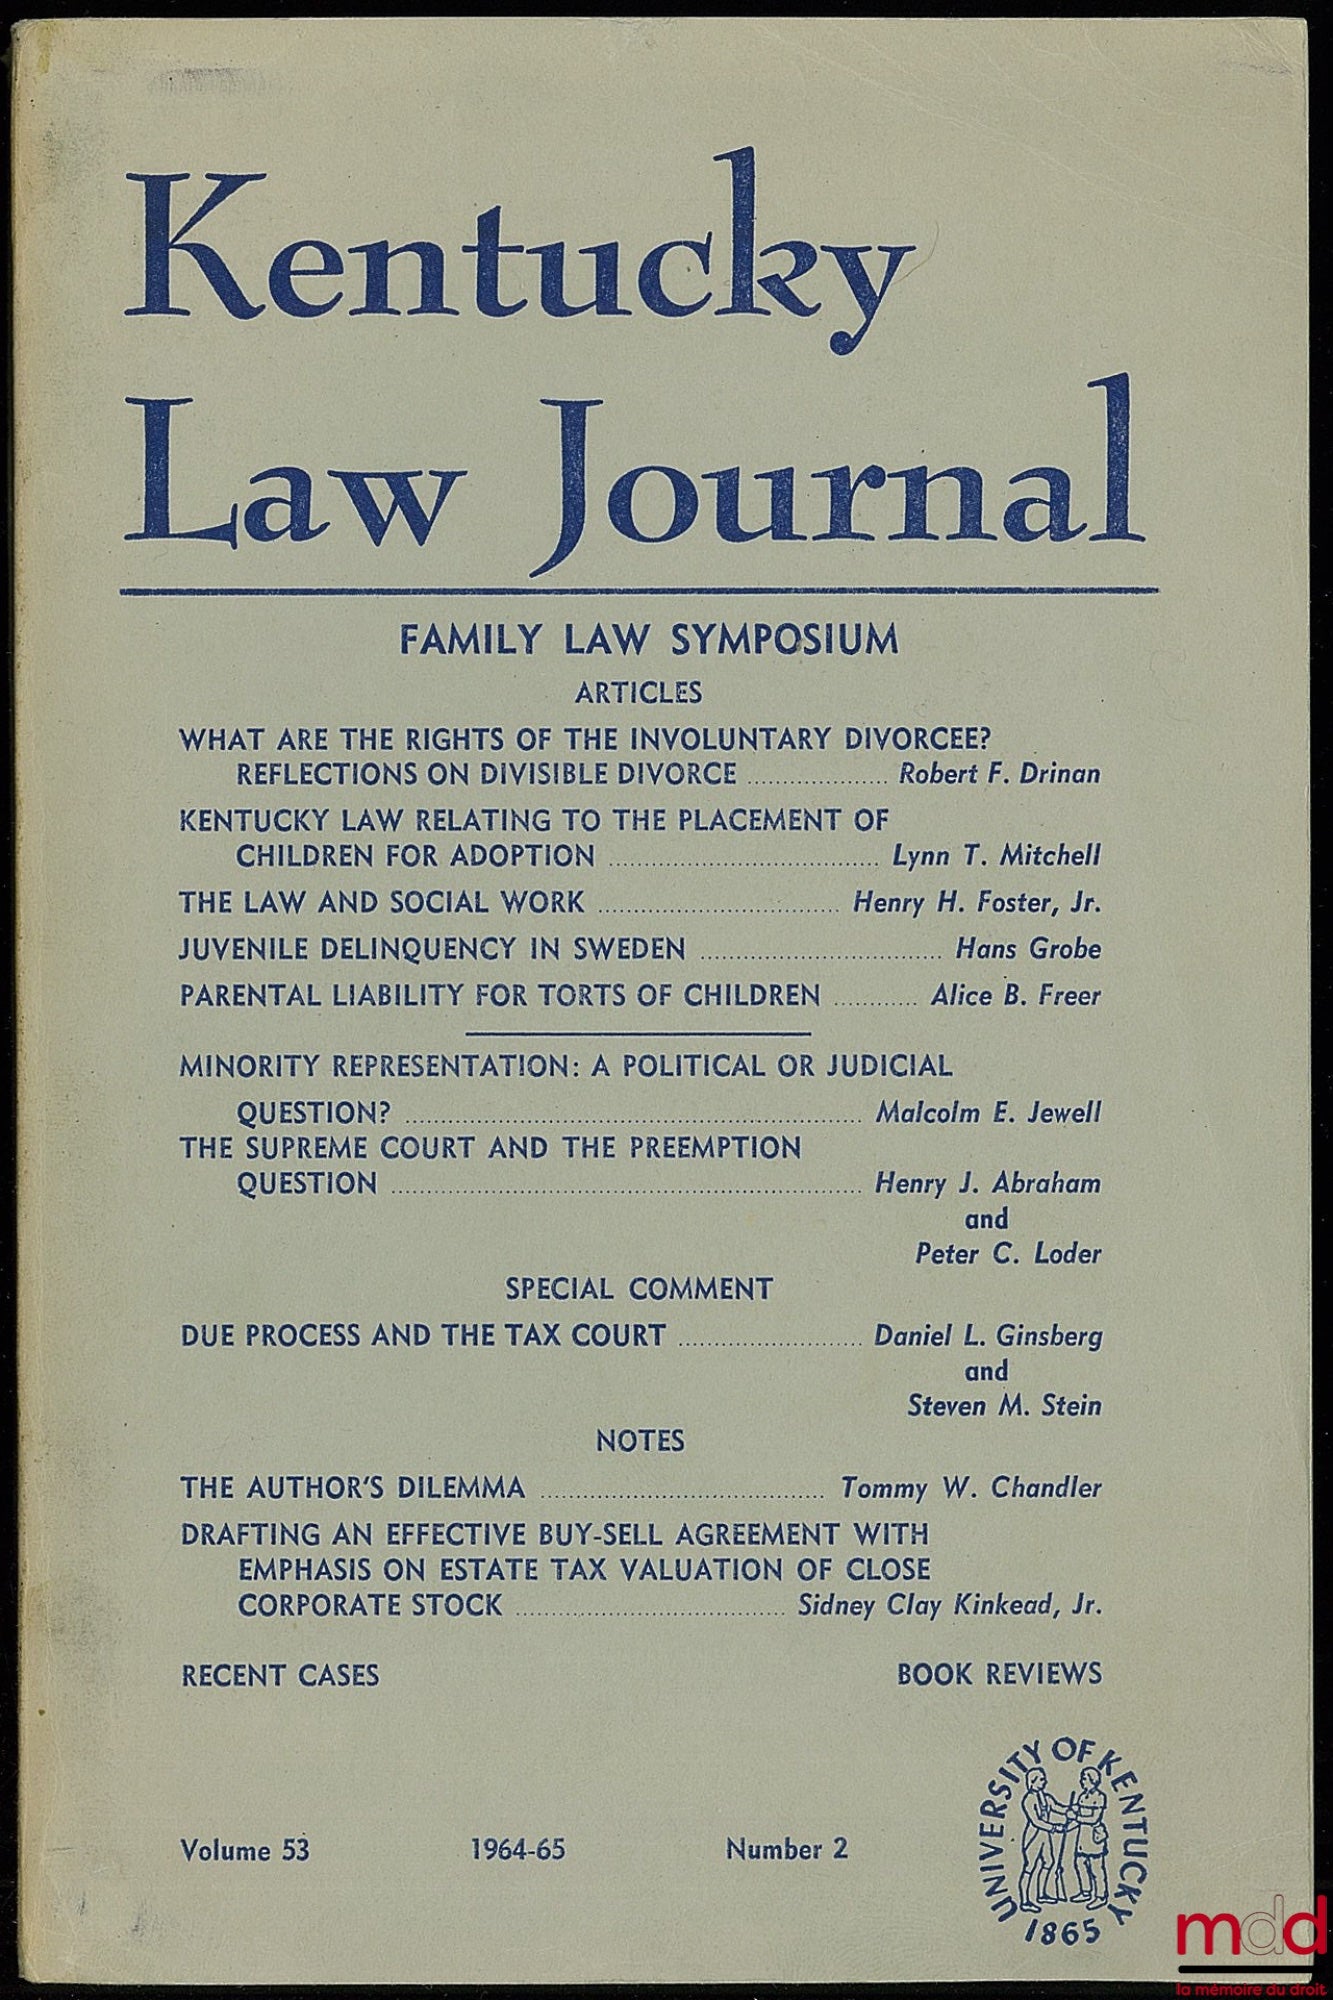 Kentucky
Law Journal
FAMILY LAW SYMPOSIUM
ARTICLES
WHAT ARE THE RIGHTS OF THE INVOLUNTARY DIVORCEE?
REFLECTIONS ON DIVISIBLE DIVORCE .................... Robert F. Drinan
KENTUCKY LAW RELATING TO THE PLACEMENT OF
CHILDREN FOR ADOPTION ...................................... Lynn T. Mitchell
THE LAW AND SOCIAL WORK .................................. Henry H. Foster, Jr.
JUVENILE DELINQUENCY IN SWEDEN .................................. Hans Grobe
PARENTAL LIABILITY FOR TORTS OF CHILDREN ............ Alice B. Freer
MINORITY REPRESENTATION: A POLITICAL OR JUDICIAL
QUESTION? ................................................................ Malcolm E. Jewell
THE SUPREME COURT AND THE PREEMPTION
QUESTION .................................................................. Henry J. Abraham
and
Peter C. Loder
SPECIAL COMMENT
DUE PROCESS AND THE TAX COURT .......................... Daniel L. Ginsberg
and
Steven M. Stein
NOTES
THE AUTHOR'S DILEMMA ........................................ Tommy W. Chandler
DRAFTING AN EFFECTIVE BUY-SELL AGREEMENT WITH
EMPHASIS ON ESTATE TAX VALUATION OF CLOSE
CORPORATE STOCK ...................................... Sidney Clay Kinkead, Jr.
RECENT CASES BOOK REVIEWS
Volume 53 1964-65 Number 2
UNIVERSITY OF KENTUCKY
1865
mdd
la mémoire du droit